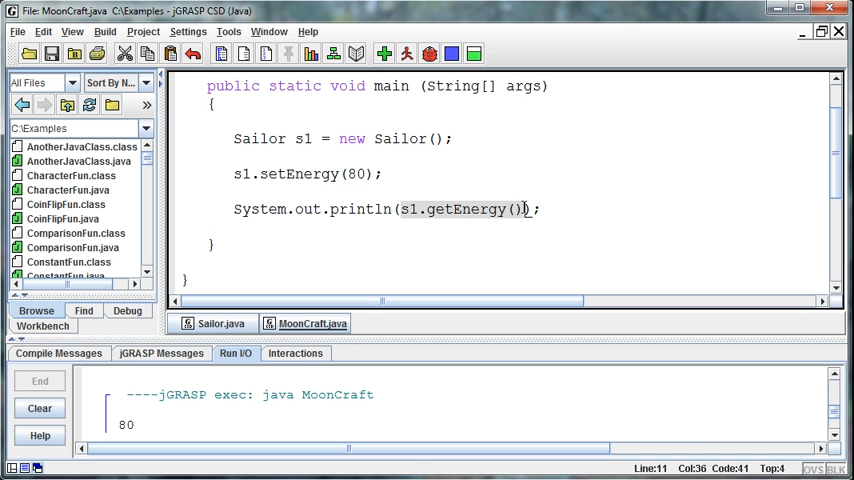 File: MoonCraft.java  C:\Examples - jGRASP CSD (Java)
File Edit View Build Project Settings Tools Window Help
All Files Sort By N...
C:\Examples
AnotherJavaClass.class
AnotherJavaClass.java
CharacterFun.class
CharacterFun.java
CoinFlipFun.class
CoinFlipFun.java
ComparisonFun.class
ComparisonFun.java
ConstantFun.class
ConstantFun.java
Browse Find Debug
Workbench
public static void main (String[] args)
{
Sailor s1 = new Sailor();
s1.setEnergy(80);
System.out.println(s1.getEnergy());
}
}
Sailor.java MoonCraft.java
Compile Messages jGRASP Messages Run I/O Interactions
End
Clear
Help
----jGRASP exec: java MoonCraft
80
Line:11 Col:36 Code:41 Top:4 OVS BLK